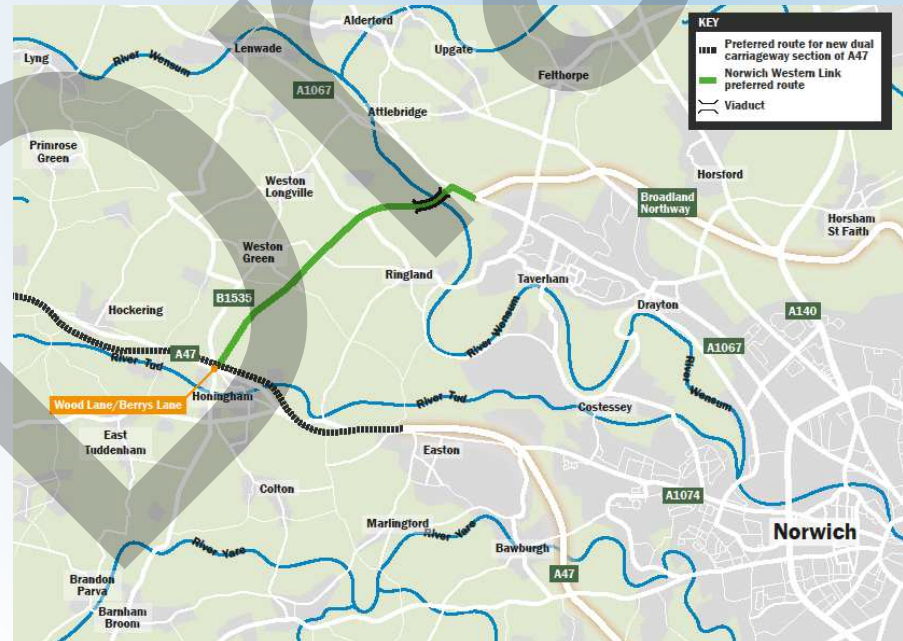 KEY
Preferred route for new dual
carriageway section of A47
Norwich Western Link
preferred route
Viaduct
Alderford
Lyng
River Wensum
Lenwade
Upgate
Felthorpe
A1067
Attlebridge
Primrose
Green
Weston
Longville
Horsford
Broadland
Northway
Horsham
St Faith
Weston
Green
Ringland
Taverham
B1535
Hockering
Drayton
A140
River Wensum
A47
River Tud
A1067
River Wensum
Wood Lane/Berrys Lane
Honingham
River Tud
Costessey
East
Tuddenham
Easton
Colton
A1074
Marlingford
River Yare
Norwich
River Yare
Bawburgh
A47
Brandon
Parva
Barnham
Broom